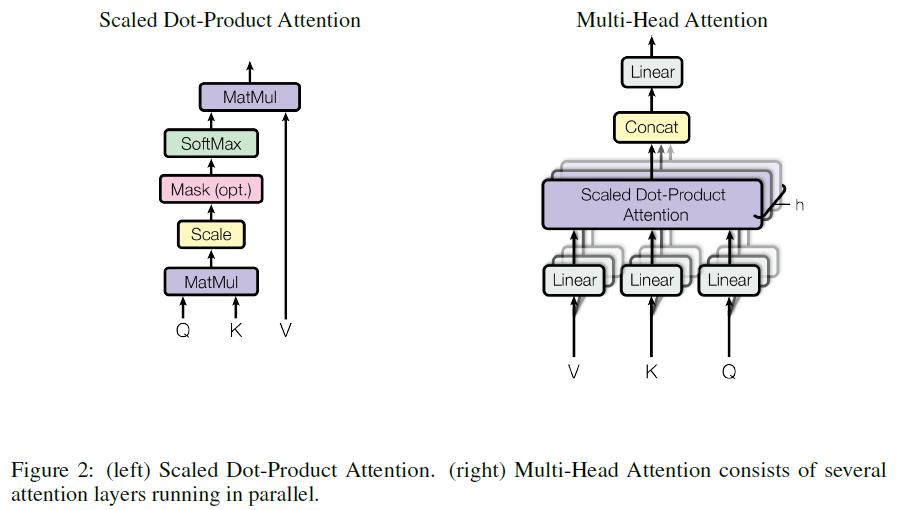 Scaled Dot-Product Attention
MatMul
SoftMax
Mask (opt.)
Scale
MatMul
Q K V
Multi-Head Attention
Linear
Concat
Scaled Dot-Product
Attention
h
Linear Linear Linear
V K Q
Figure 2: (left) Scaled Dot-Product Attention. (right) Multi-Head Attention consists of several
attention layers running in parallel.